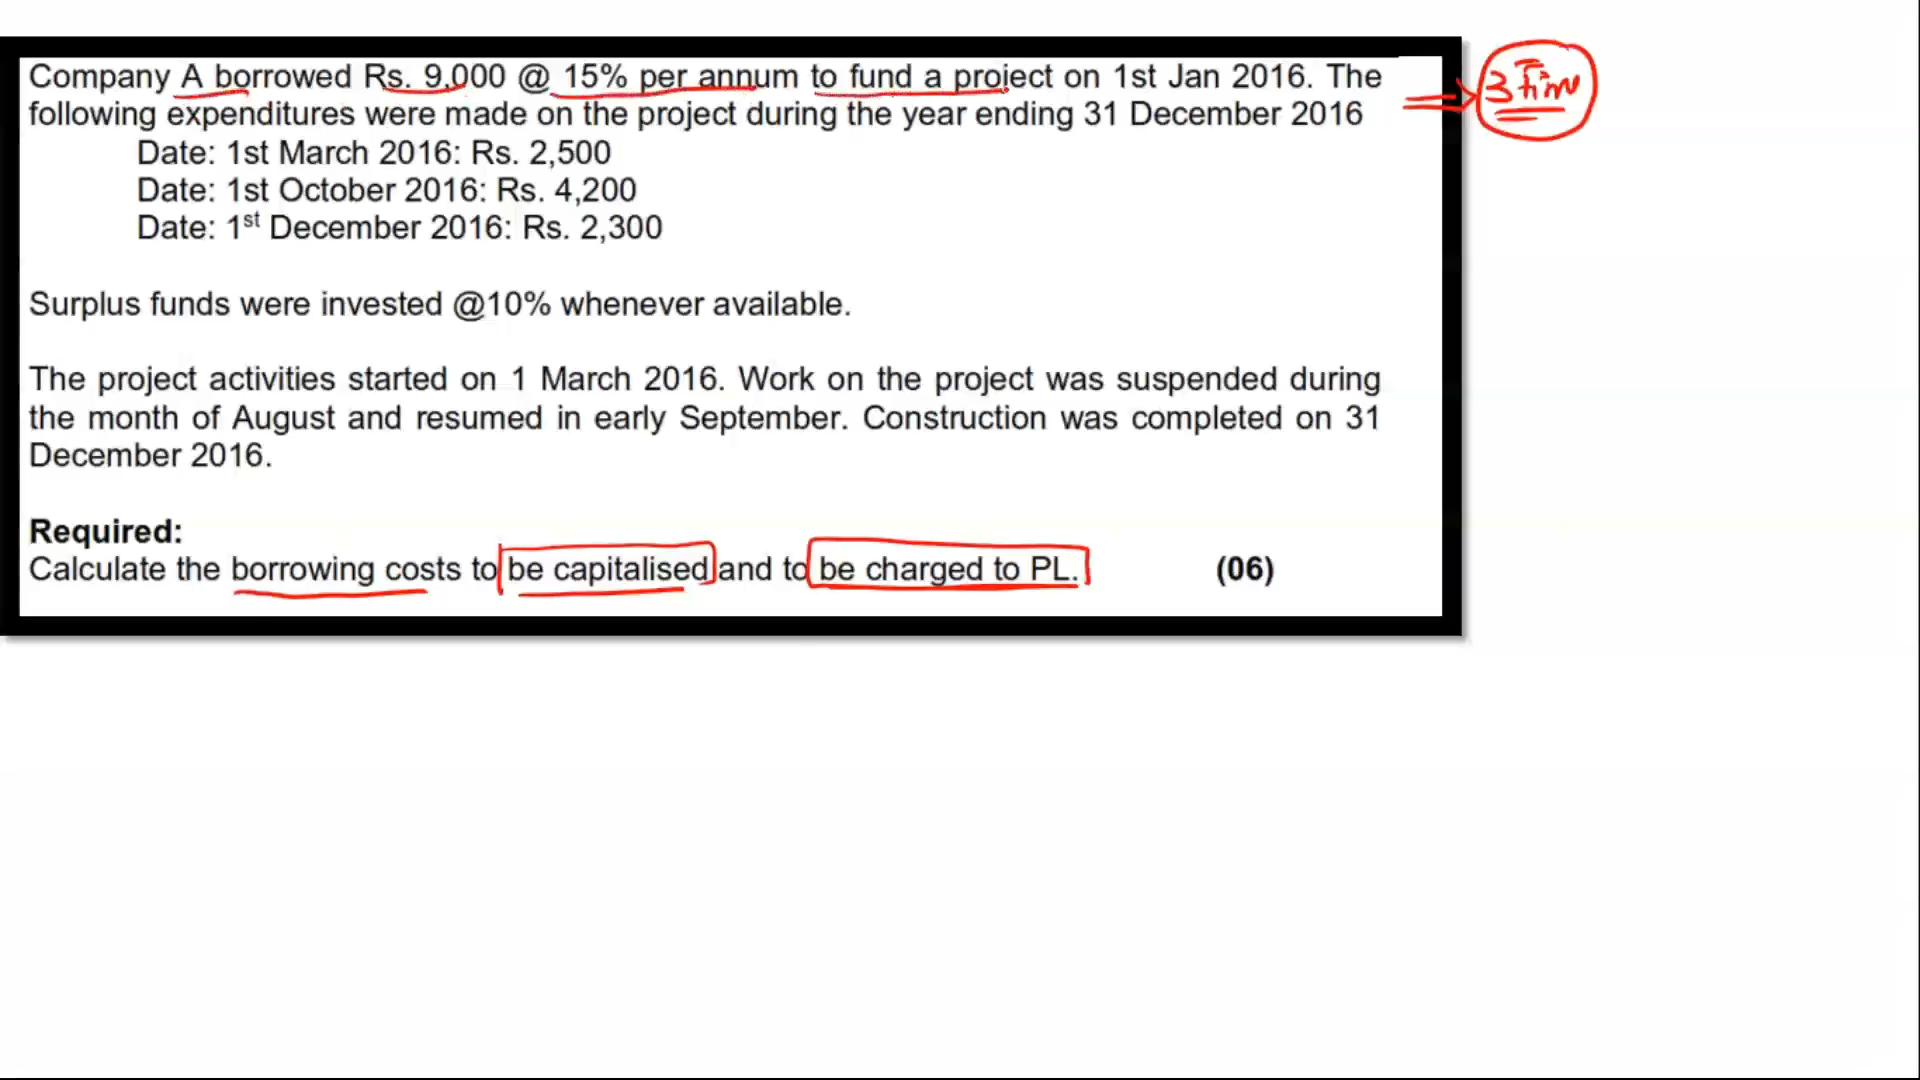 Company A borrowed Rs. 9,000 @ 15% per annum to fund a project on 1st Jan 2016. The
following expenditures were made on the project during the year ending 31 December 2016
Date: 1st March 2016: Rs. 2,500
Date: 1st October 2016: Rs. 4,200
Date: 1st December 2016: Rs. 2,300
Surplus funds were invested @10% whenever available.
The project activities started on 1 March 2016. Work on the project was suspended during
the month of August and resumed in early September. Construction was completed on 31
December 2016.
Required:
Calculate the borrowing costs to be capitalised and to be charged to PL. (06)
3